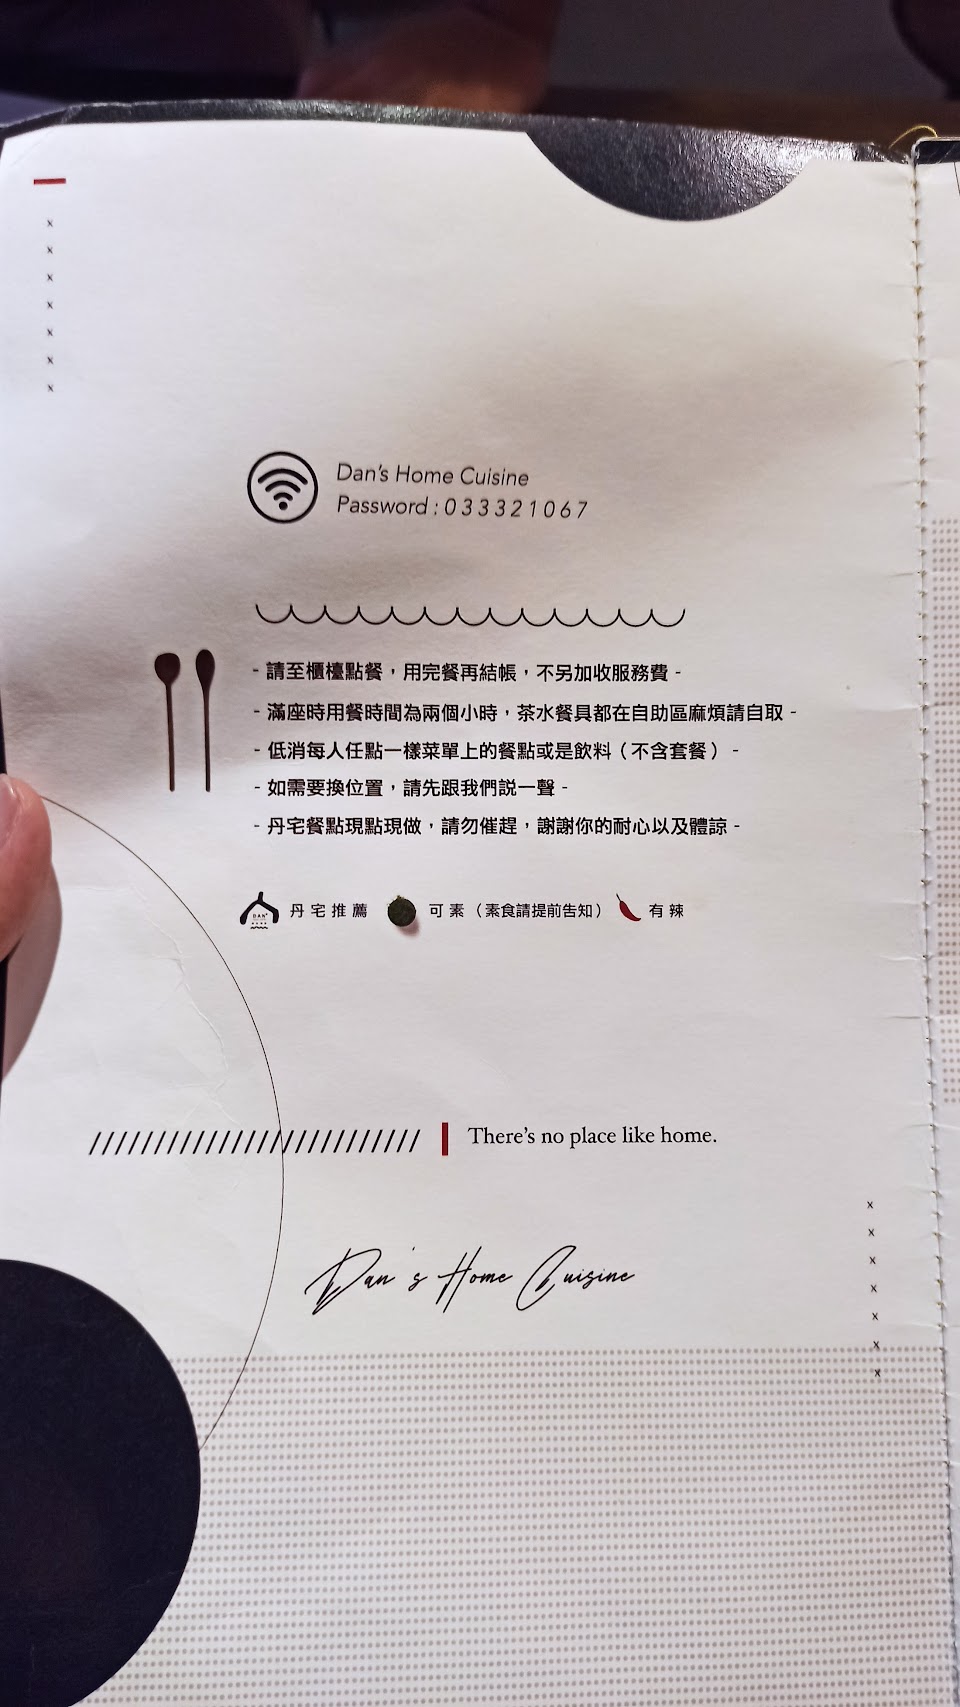 Dan's Home Cuisine
Password : 033321067
- 請至櫃檯點餐，用完餐再結帳，不另加收服務費 -
- 滿座時用餐時間為兩個小時，茶水餐具都在自助區麻煩請自取 -
- 低消每人任點一樣菜單上的餐點或是飲料（不含套餐） -
- 如需要換位置，請先跟我們說一聲 -
- 丹宅餐點現點現做，請勿催趕，謝謝你的耐心以及體諒 -
DAN' 丹宅推薦 可素（素食請提前告知） 有辣
There's no place like home.
Dan's Home Cuisine